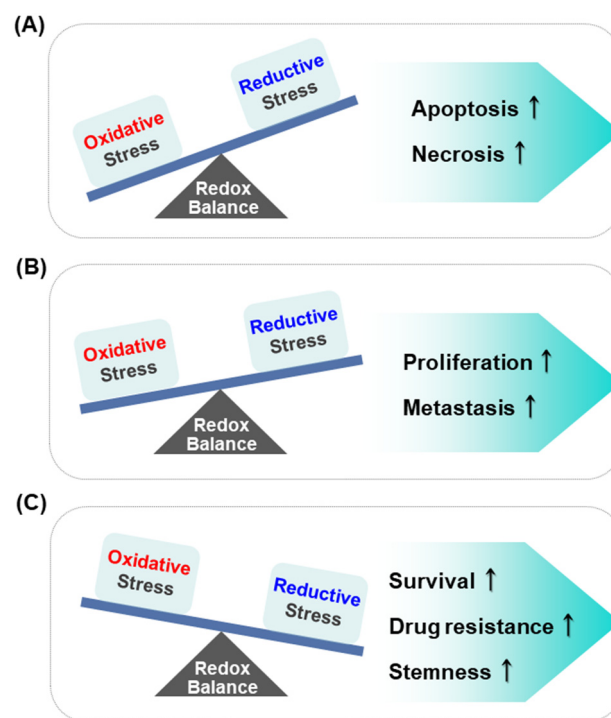 (A)
Oxidative
Stress
Reductive
Stress
Redox
Balance
Apoptosis ↑
Necrosis ↑
(B)
Oxidative
Stress
Reductive
Stress
Redox
Balance
Proliferation ↑
Metastasis ↑
(C)
Oxidative
Stress
Reductive
Stress
Redox
Balance
Survival ↑
Drug resistance ↑
Stemness ↑